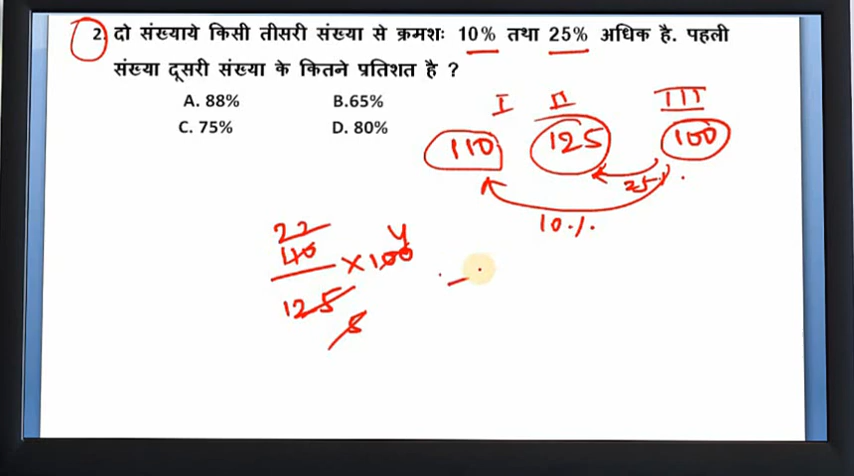 2. दो संख्याये किसी तीसरी संख्या से क्रमशः 10% तथा 25% अधिक है. पहली
संख्या दूसरी संख्या के कितने प्रतिशत है ?
A. 88% B.65%
C. 75% D. 80%
I II III
110 125 100
25%.
10%.
22 4
110 × 100
125
5